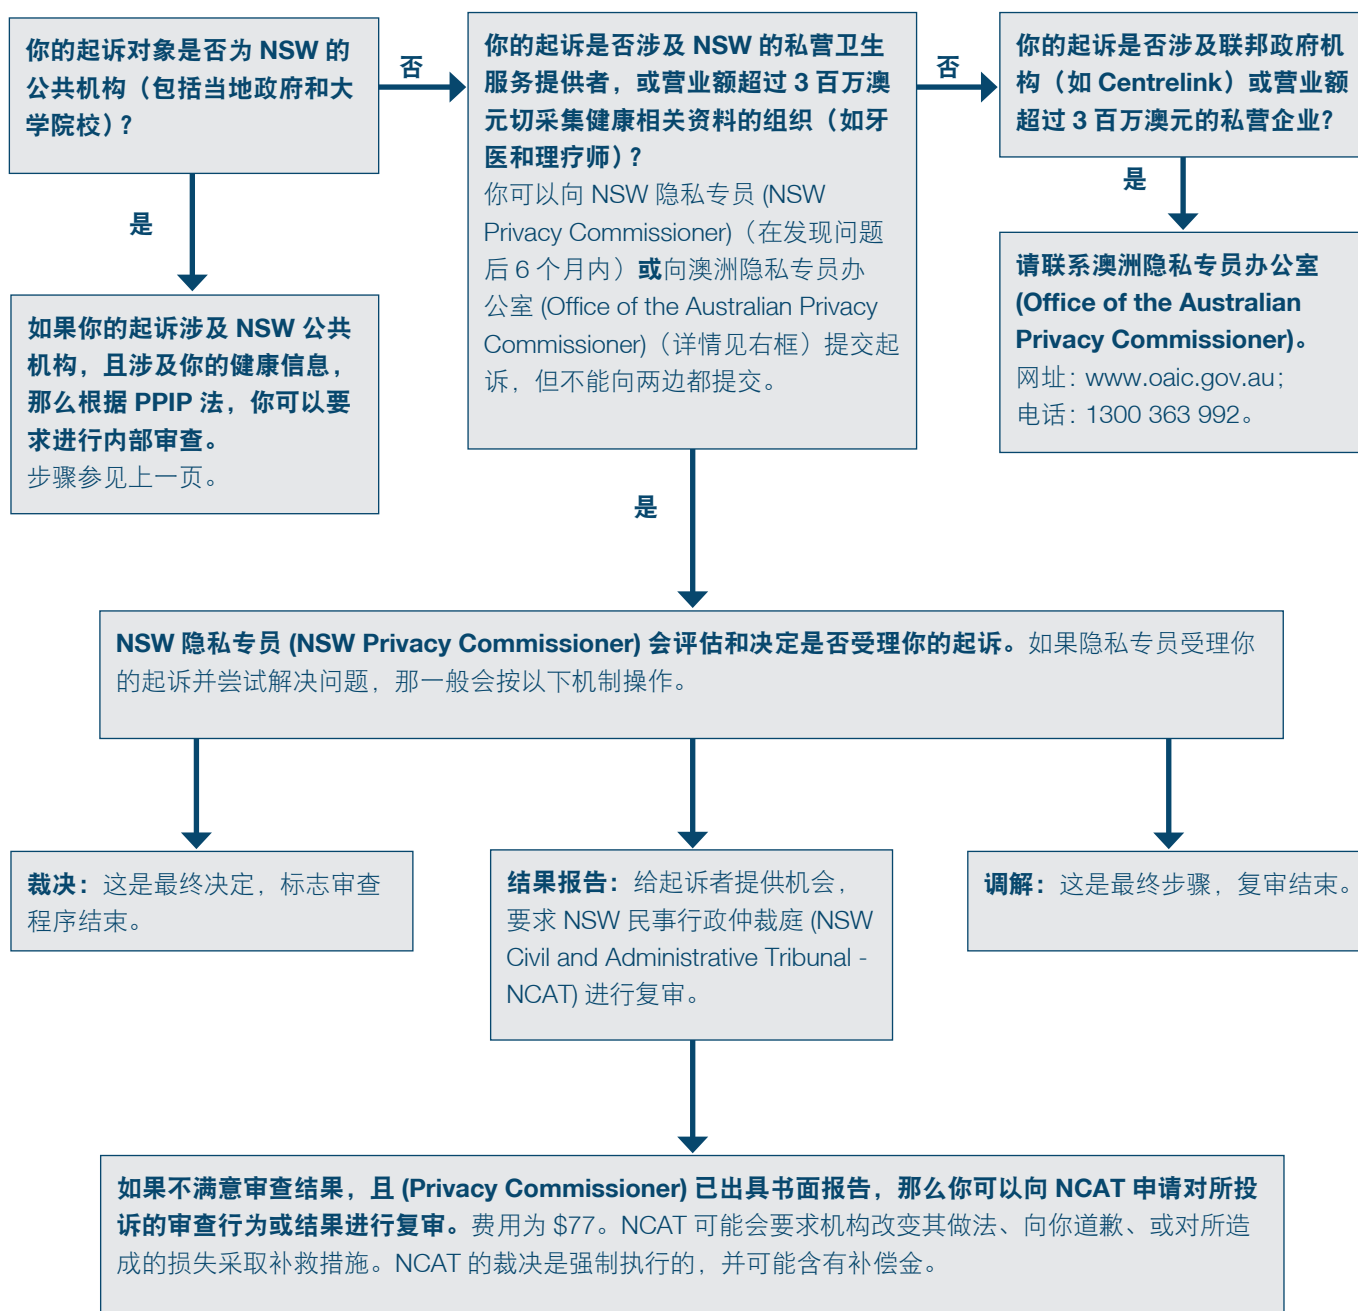 你的起诉对象是否为 NSW 的
公共机构（包括当地政府和大
学院校）？
否
你的起诉是否涉及 NSW 的私营卫生
服务提供者，或营业额超过 3 百万澳
元切采集健康相关资料的组织（如牙
医和理疗师）？
你可以向 NSW 隐私专员 (NSW
Privacy Commissioner)（在发现问题
后 6 个月内）或向澳洲隐私专员办
公室 (Office of the Australian Privacy
Commissioner)（详情见右框）提交起
诉，但不能向两边都提交。
否
你的起诉是否涉及联邦政府机
构（如 Centrelink）或营业额
超过 3 百万澳元的私营企业？
是
是
如果你的起诉涉及 NSW 公共
机构，且涉及你的健康信息，
那么根据 PPIP 法，你可以要
求进行内部审查。
步骤参见上一页。
请联系澳洲隐私专员办公室
(Office of the Australian
Privacy Commissioner)。
网址：www.oaic.gov.au；
电话：1300 363 992。
是
NSW 隐私专员 (NSW Privacy Commissioner) 会评估和决定是否受理你的起诉。如果隐私专员受理你
的起诉并尝试解决问题，那一般会按以下机制操作。
裁决：这是最终决定，标志审查
程序结束。
结果报告：给起诉者提供机会，
要求 NSW 民事行政仲裁庭 (NSW
Civil and Administrative Tribunal -
NCAT) 进行复审。
调解：这是最终步骤，复审结束。
如果不满意审查结果，且 (Privacy Commissioner) 已出具书面报告，那么你可以向 NCAT 申请对所投
诉的审查行为或结果进行复审。费用为 $77。NCAT 可能会要求机构改变其做法、向你道歉、或对所造
成的损失采取补救措施。NCAT 的裁决是强制执行的，并可能含有补偿金。